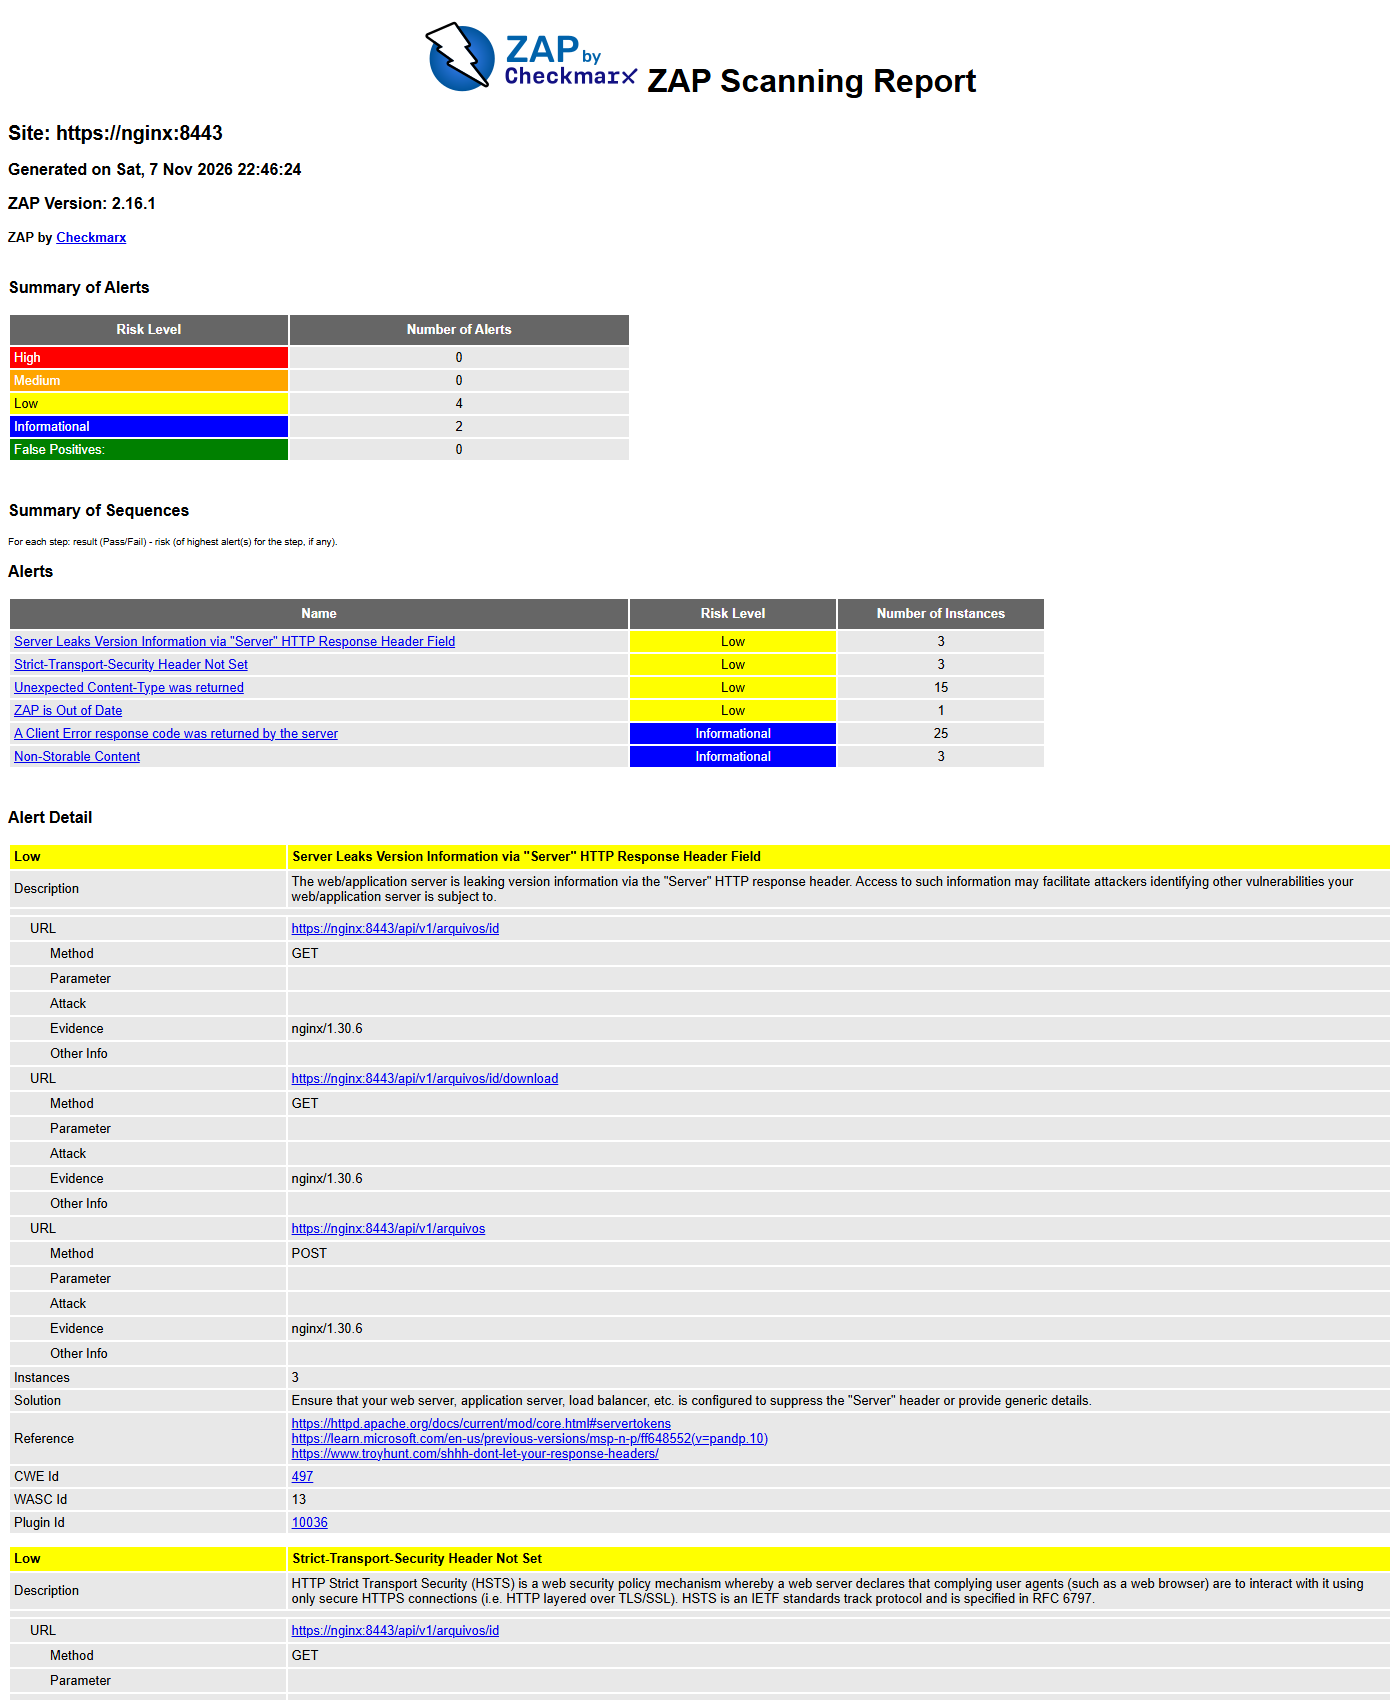 ZAP by
Checkmarx ZAP Scanning Report
Site: https://nginx:8443
Generated on Sat, 7 Nov 2026 22:46:24
ZAP Version: 2.16.1
ZAP by Checkmarx
Summary of Alerts
Risk Level Number of Alerts
High 0
Medium 0
Low 4
Informational 2
False Positives: 0
Summary of Sequences
For each step: result (Pass/Fail) - risk (of highest alert(s) for the step, if any).
Alerts
Name Risk Level Number of Instances
Server Leaks Version Information via "Server" HTTP Response Header Field Low 3
Strict-Transport-Security Header Not Set Low 3
Unexpected Content-Type was returned Low 15
ZAP is Out of Date Low 1
A Client Error response code was returned by the server Informational 25
Non-Storable Content Informational 3
Alert Detail
Low Server Leaks Version Information via "Server" HTTP Response Header Field
Description The web/application server is leaking version information via the "Server" HTTP response header. Access to such information may facilitate attackers identifying other vulnerabilities your
web/application server is subject to.
URL https://nginx:8443/api/v1/arquivos/id
Method GET
Parameter
Attack
Evidence nginx/1.30.6
Other Info
URL https://nginx:8443/api/v1/arquivos/id/download
Method GET
Parameter
Attack
Evidence nginx/1.30.6
Other Info
URL https://nginx:8443/api/v1/arquivos
Method POST
Parameter
Attack
Evidence nginx/1.30.6
Other Info
Instances 3
Solution Ensure that your web server, application server, load balancer, etc. is configured to suppress the "Server" header or provide generic details.
Reference https://httpd.apache.org/docs/current/mod/core.html#servertokens
https://learn.microsoft.com/en-us/previous-versions/msp-n-p/ff648552(v=pandp.10)
https://www.troyhunt.com/shhh-dont-let-your-response-headers/
CWE Id 497
WASC Id 13
Plugin Id 10036
Low Strict-Transport-Security Header Not Set
Description HTTP Strict Transport Security (HSTS) is a web security policy mechanism whereby a web server declares that complying user agents (such as a web browser) are to interact with it using
only secure HTTPS connections (i.e. HTTP layered over TLS/SSL). HSTS is an IETF standards track protocol and is specified in RFC 6797.
URL https://nginx:8443/api/v1/arquivos/id
Method GET
Parameter